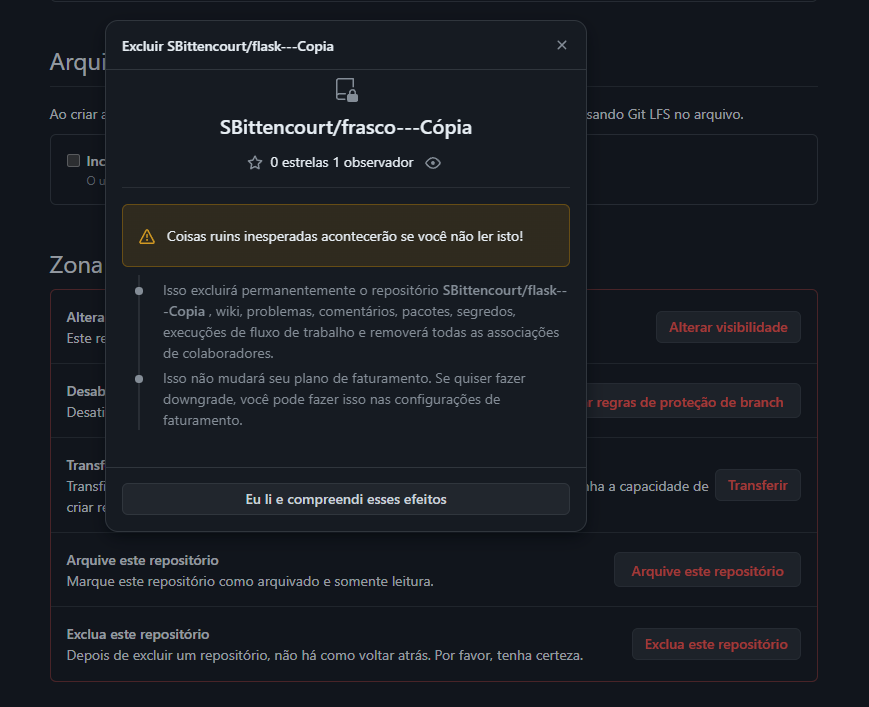 Excluir SBittencourt/flask---Copia
SBittencourt/frasco---Cópia
0 estrelas 1 observador
Coisas ruins inesperadas acontecerão se você não ler isto!
Isso excluirá permanentemente o repositório SBittencourt/flask--
-Copia , wiki, problemas, comentários, pacotes, segredos,
execuções de fluxo de trabalho e removerá todas as associações
de colaboradores.
Isso não mudará seu plano de faturamento. Se quiser fazer
downgrade, você pode fazer isso nas configurações de
faturamento.
Eu li e compreendi esses efeitos
Arqui
Ao criar a
sando Git LFS no arquivo.
Inc
O u
Zona
Altera
Este re
Alterar visibilidade
Desab
Desati
r regras de proteção de branch
Transf
Transfi
nha a capacidade de
criar re
Transferir
Arquive este repositório
Marque este repositório como arquivado e somente leitura.
Arquive este repositório
Exclua este repositório
Depois de excluir um repositório, não há como voltar atrás. Por favor, tenha certeza.
Exclua este repositório